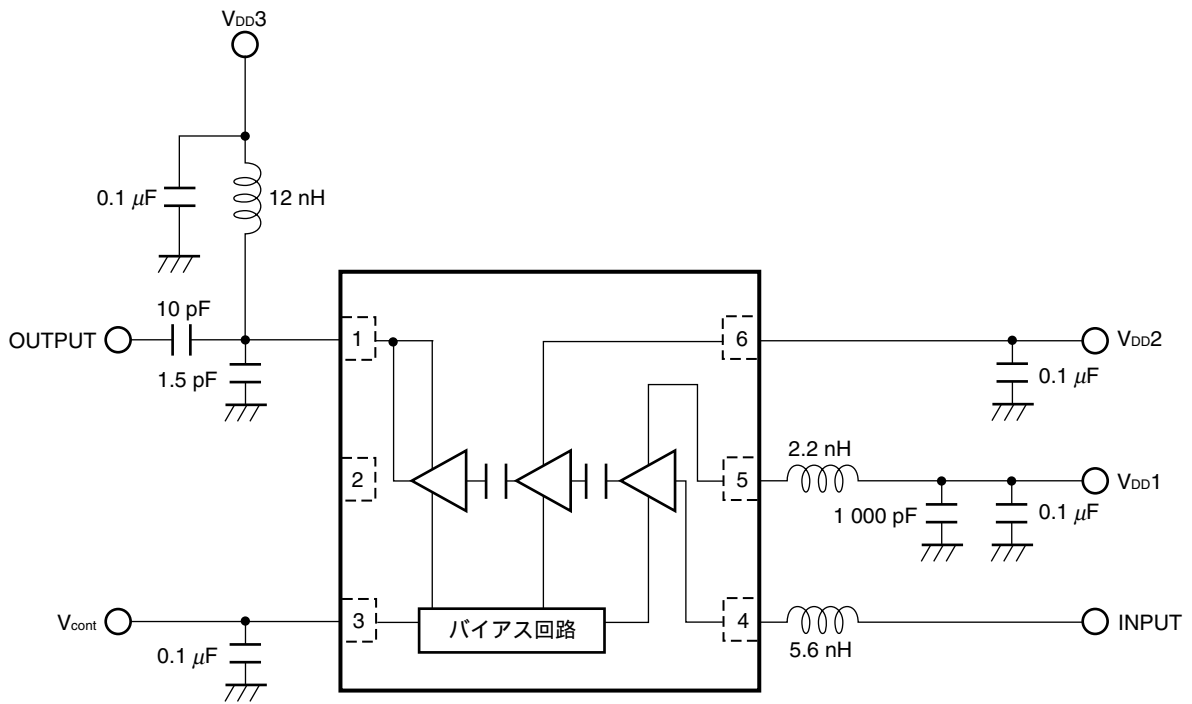 VDD3
0.1 μF
12 nH
10 pF
OUTPUT
1.5 pF
1
6
VDD2
0.1 μF
2
5
2.2 nH
VDD1
1 000 pF
0.1 μF
Vcont
3
バイアス回路
4
INPUT
0.1 μF
5.6 nH